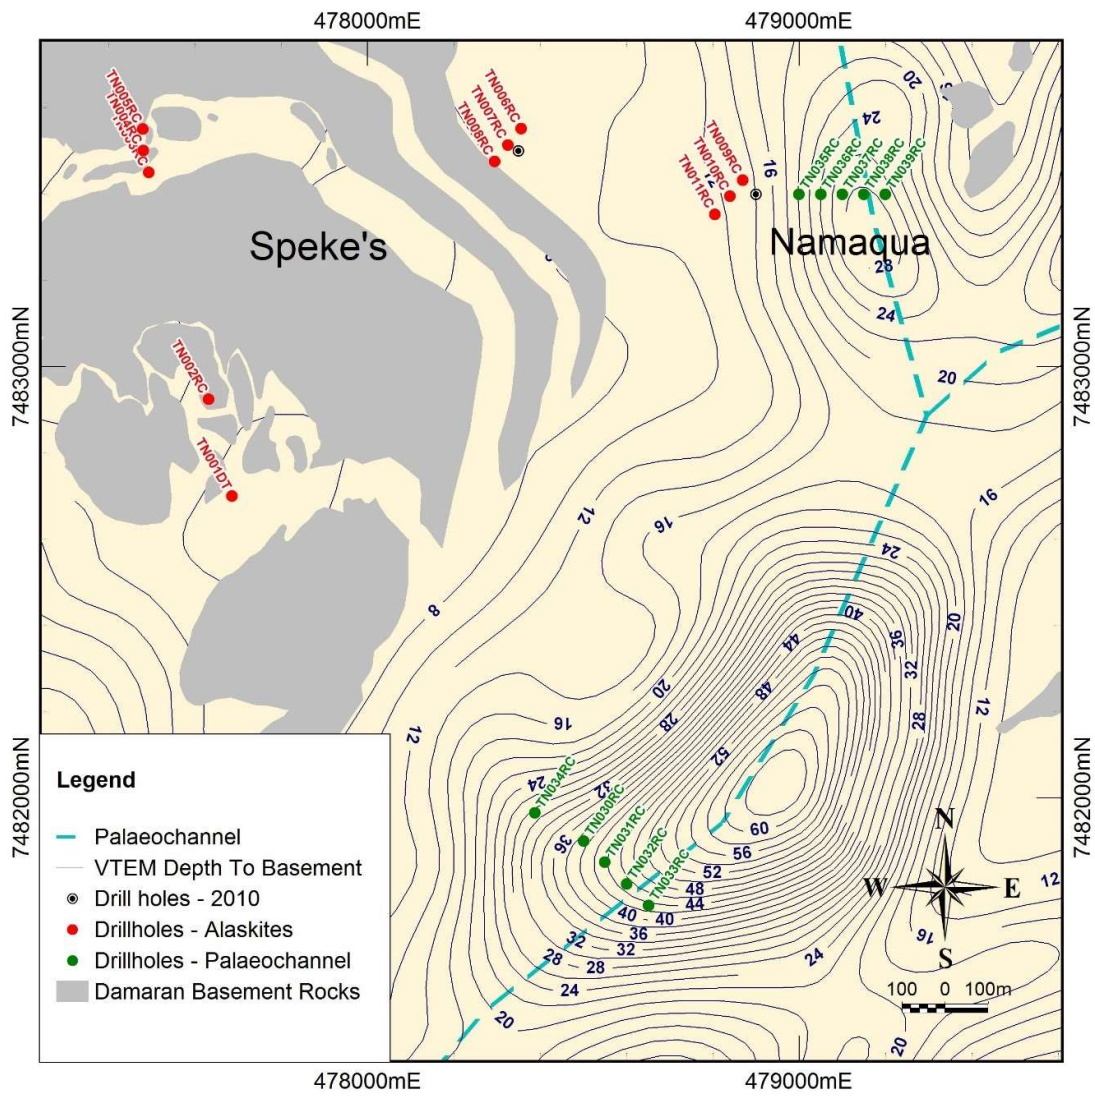 478000mE
479000mE
TN005RC
TN004RC
TN003RC
TN006RC
TN007RC
TN008RC
TN009RC
TN010RC
TN011RC
12
16
20
24
TN035RC
TN036RC
TN037RC
TN038RC
TN039RC
Speke's
Namaqua
28
24
7483000mN
7483000mN
TN002RC
20
TN001DT
12
16
16
24
8
40
36
20
44
32
20
48
28
12
16
28
12
52
24
32
TN034RC
TN030RC
TN031RC
TN032RC
TN033RC
36
60
56
52
48
44
40
40
36
32
32
28
28
24
24
20
20
16
12
7482000mN
7482000mN
N
W
E
S
100 0 100m
Legend
Palaeochannel
VTEM Depth To Basement
Drill holes - 2010
Drillholes - Alaskites
Drillholes - Palaeochannel
Damaran Basement Rocks
478000mE
479000mE